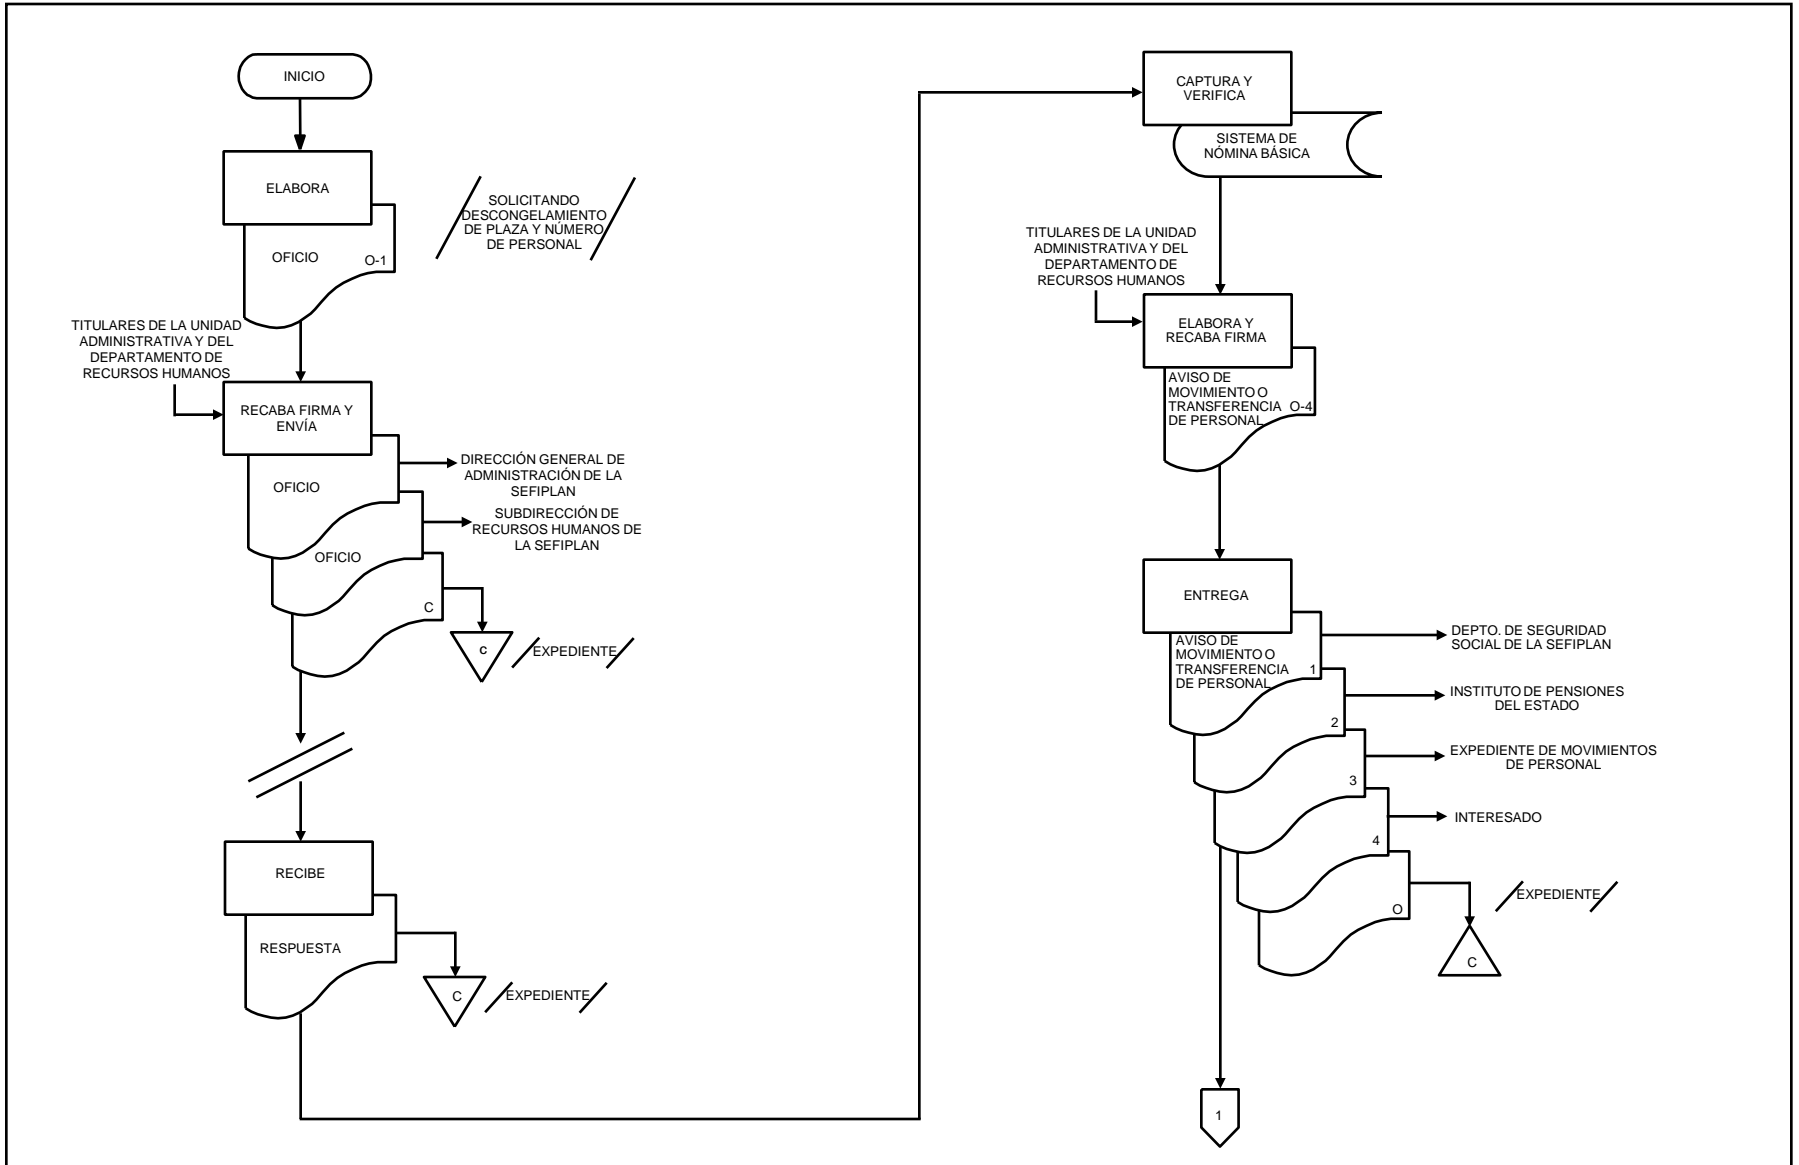 INICIO
ELABORA
OFICIO
O-1
SOLICITANDO
DESCONGELAMIENTO
DE PLAZA Y NÚMERO
DE PERSONAL
TITULARES DE LA UNIDAD
ADMINISTRATIVA Y DEL
DEPARTAMENTO DE
RECURSOS HUMANOS
RECABA FIRMA Y
ENVÍA
OFICIO
DIRECCIÓN GENERAL DE
ADMINISTRACIÓN DE LA
SEFIPLAN
OFICIO
SUBDIRECCIÓN DE
RECURSOS HUMANOS DE
LA SEFIPLAN
C
c
EXPEDIENTE
RECIBE
RESPUESTA
C
EXPEDIENTE
CAPTURA Y
VERIFICA
SISTEMA DE
NÓMINA BÁSICA
TITULARES DE LA UNIDAD
ADMINISTRATIVA Y DEL
DEPARTAMENTO DE
RECURSOS HUMANOS
ELABORA Y
RECABA FIRMA
AVISO DE
MOVIMIENTO O
TRANSFERENCIA O-4
DE PERSONAL
ENTREGA
AVISO DE
MOVIMIENTO O
TRANSFERENCIA
DE PERSONAL
1
DEPTO. DE SEGURIDAD
SOCIAL DE LA SEFIPLAN
2
INSTITUTO DE PENSIONES
DEL ESTADO
3
EXPEDIENTE DE MOVIMIENTOS
DE PERSONAL
4
INTERESADO
O
EXPEDIENTE
C
1